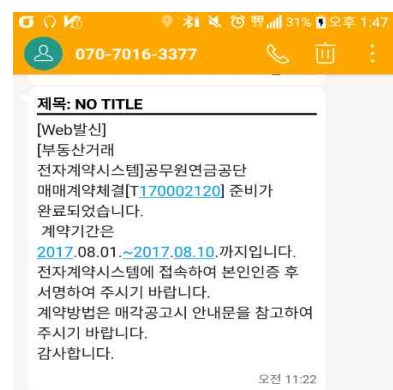 31% 오후 1:47
070-7016-3377
제목: NO TITLE
[Web발신]
[부동산거래
전자계약시스템]공무원연금공단
매매계약체결[T170002120] 준비가
완료되었습니다.
계약기간은
2017.08.01.~2017.08.10.까지입니다.
전자계약시스템에 접속하여 본인인증 후
서명하여 주시기 바랍니다.
계약방법은 매각공고시 안내문을 참고하여
주시기 바랍니다.
감사합니다.
오전 11:22